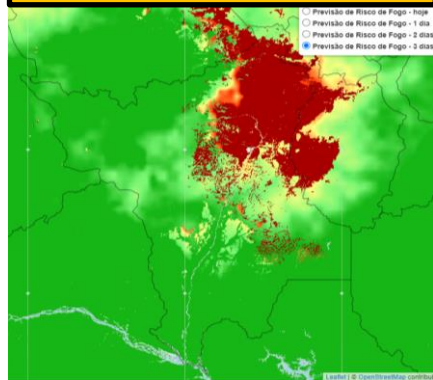 Previsão de Risco de Fogo - hoje
Previsão de Risco de Fogo - 1 dia
Previsão de Risco de Fogo - 2 dias
Previsão de Risco de Fogo - 3 dias
Leaflet | © OpenStreetMap contribu